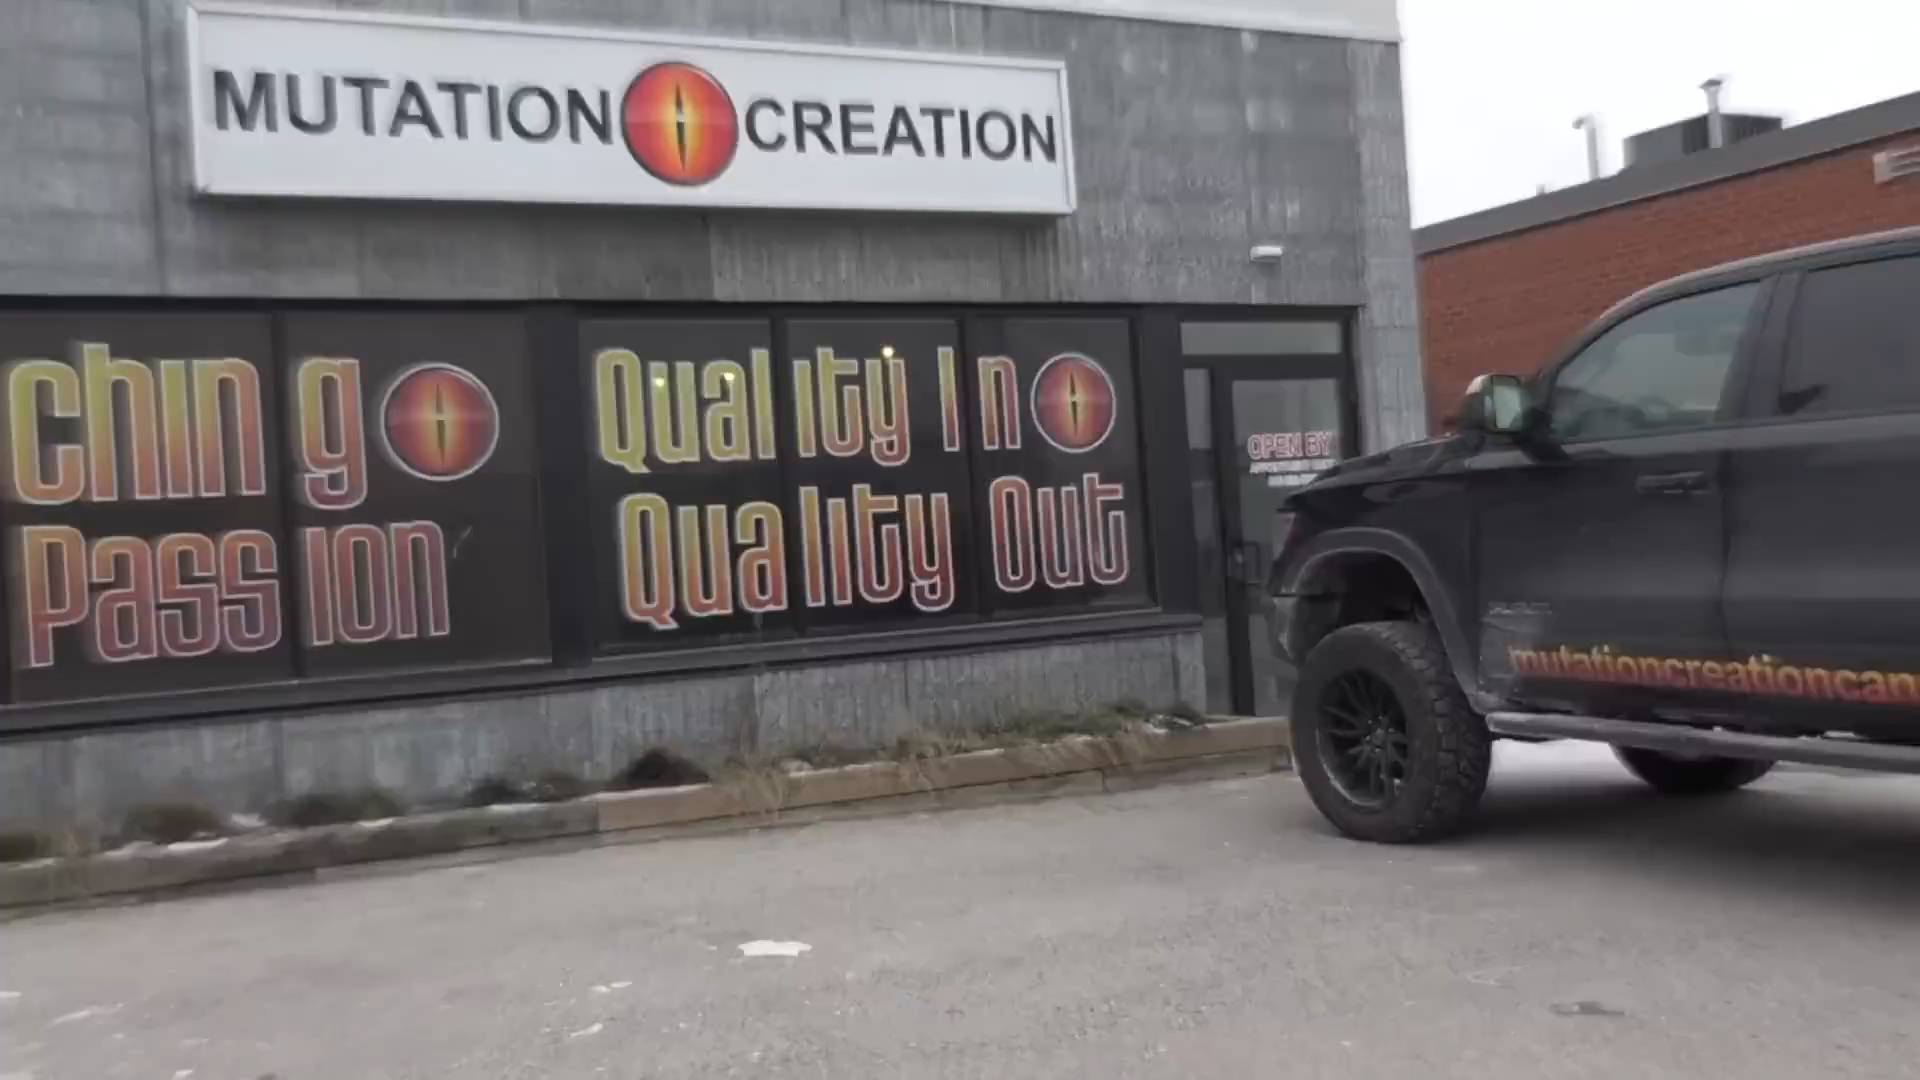 MUTATION CREATION
ching
Passion
Quality In
Quality Out
OPEN BY
mutationcreationcan